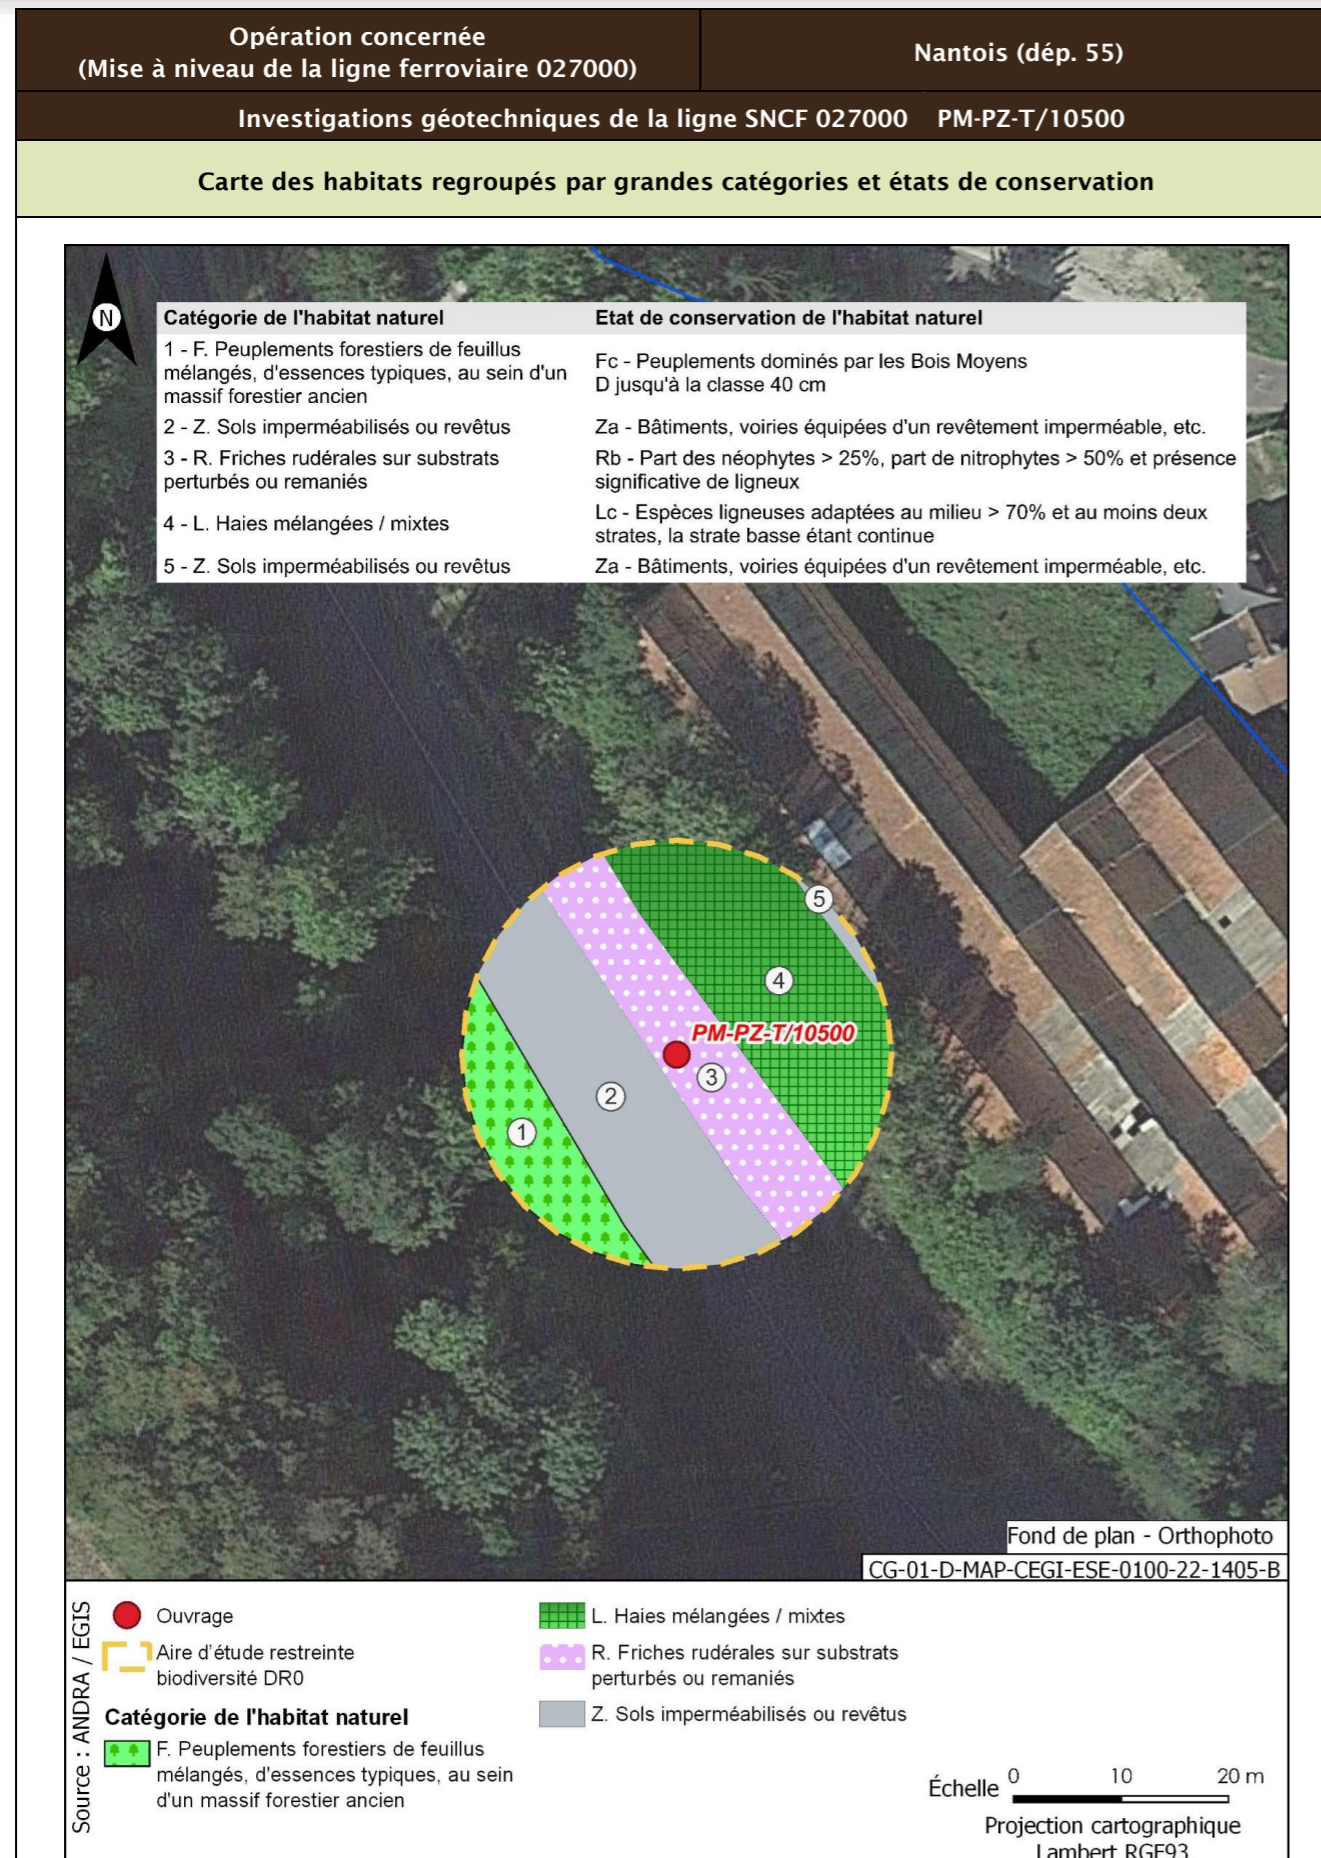 Opération concernée
(Mise à niveau de la ligne ferroviaire 027000)
Nantois (dép. 55)
Investigations géotechniques de la ligne SNCF 027000 PM-PZ-T/10500
Carte des habitats regroupés par grandes catégories et états de conservation
N
Catégorie de l'habitat naturel
Etat de conservation de l'habitat naturel
1 - F. Peuplements forestiers de feuillus
mélangés, d'essences typiques, au sein d'un
massif forestier ancien
Fc - Peuplements dominés par les Bois Moyens
D jusqu'à la classe 40 cm
2 - Z. Sols imperméabilisés ou revêtus
Za - Bâtiments, voiries équipées d'un revêtement imperméable, etc.
3 - R. Friches rudérales sur substrats
perturbés ou remaniés
Rb - Part des néophytes > 25%, part de nitrophytes > 50% et présence
significative de ligneux
4 - L. Haies mélangées / mixtes
Lc - Espèces ligneuses adaptées au milieu > 70% et au moins deux
strates, la strate basse étant continue
5 - Z. Sols imperméabilisés ou revêtus
Za - Bâtiments, voiries équipées d'un revêtement imperméable, etc.
5
4
PM-PZ-T/10500
3
2
1
Fond de plan - Orthophoto
CG-01-D-MAP-CEGI-ESE-0100-22-1405-B
Source : ANDRA / EGIS
Ouvrage
Aire d'étude restreinte
biodiversité DR0
Catégorie de l'habitat naturel
F. Peuplements forestiers de feuillus
mélangés, d'essences typiques, au sein
d'un massif forestier ancien
L. Haies mélangées / mixtes
R. Friches rudérales sur substrats
perturbés ou remaniés
Z. Sols imperméabilisés ou revêtus
Échelle 0 10 20 m
Projection cartographique
Lambert RGF93